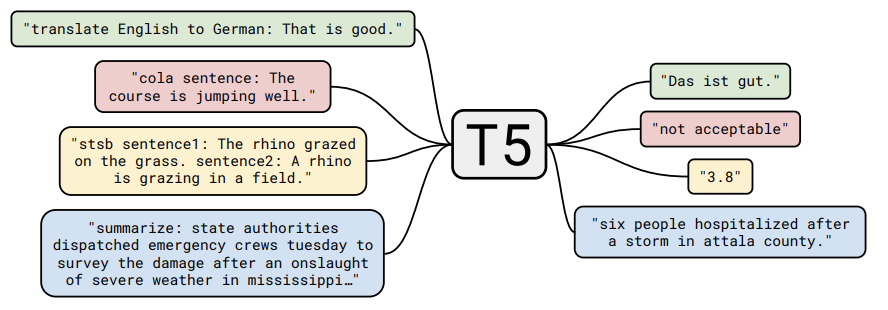 "translate English to German: That is good."
"cola sentence: The
course is jumping well."
"stsb sentence1: The rhino grazed
on the grass. sentence2: A rhino
is grazing in a field."
"summarize: state authorities
dispatched emergency crews tuesday to
survey the damage after an onslaught
of severe weather in mississippi…"
T5
"Das ist gut."
"not acceptable"
"3.8"
"six people hospitalized after
a storm in attala county."